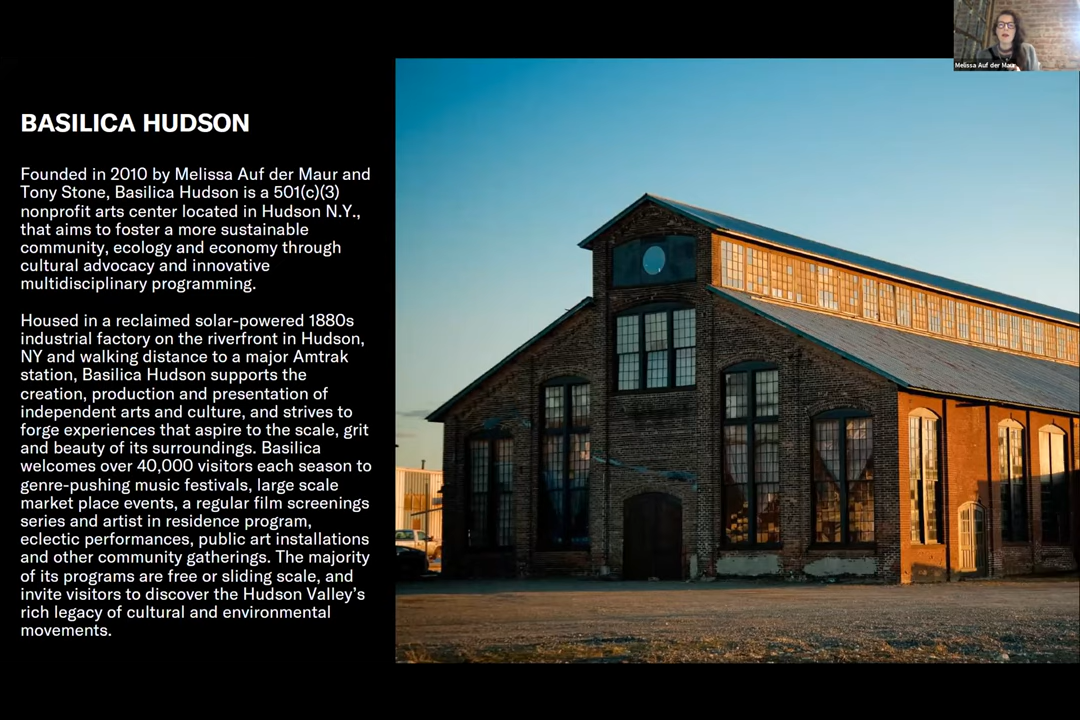 Melissa Auf der Maur
BASILICA HUDSON
Founded in 2010 by Melissa Auf der Maur and
Tony Stone, Basilica Hudson is a 501(c)(3)
nonprofit arts center located in Hudson N.Y.,
that aims to foster a more sustainable
community, ecology and economy through
cultural advocacy and innovative
multidisciplinary programming.
Housed in a reclaimed solar-powered 1880s
industrial factory on the riverfront in Hudson,
NY and walking distance to a major Amtrak
station, Basilica Hudson supports the
creation, production and presentation of
independent arts and culture, and strives to
forge experiences that aspire to the scale, grit
and beauty of its surroundings. Basilica
welcomes over 40,000 visitors each season to
genre-pushing music festivals, large scale
market place events, a regular film screenings
series and artist in residence program,
eclectic performances, public art installations
and other community gatherings. The majority
of its programs are free or sliding scale, and
invite visitors to discover the Hudson Valley’s
rich legacy of cultural and environmental
movements.